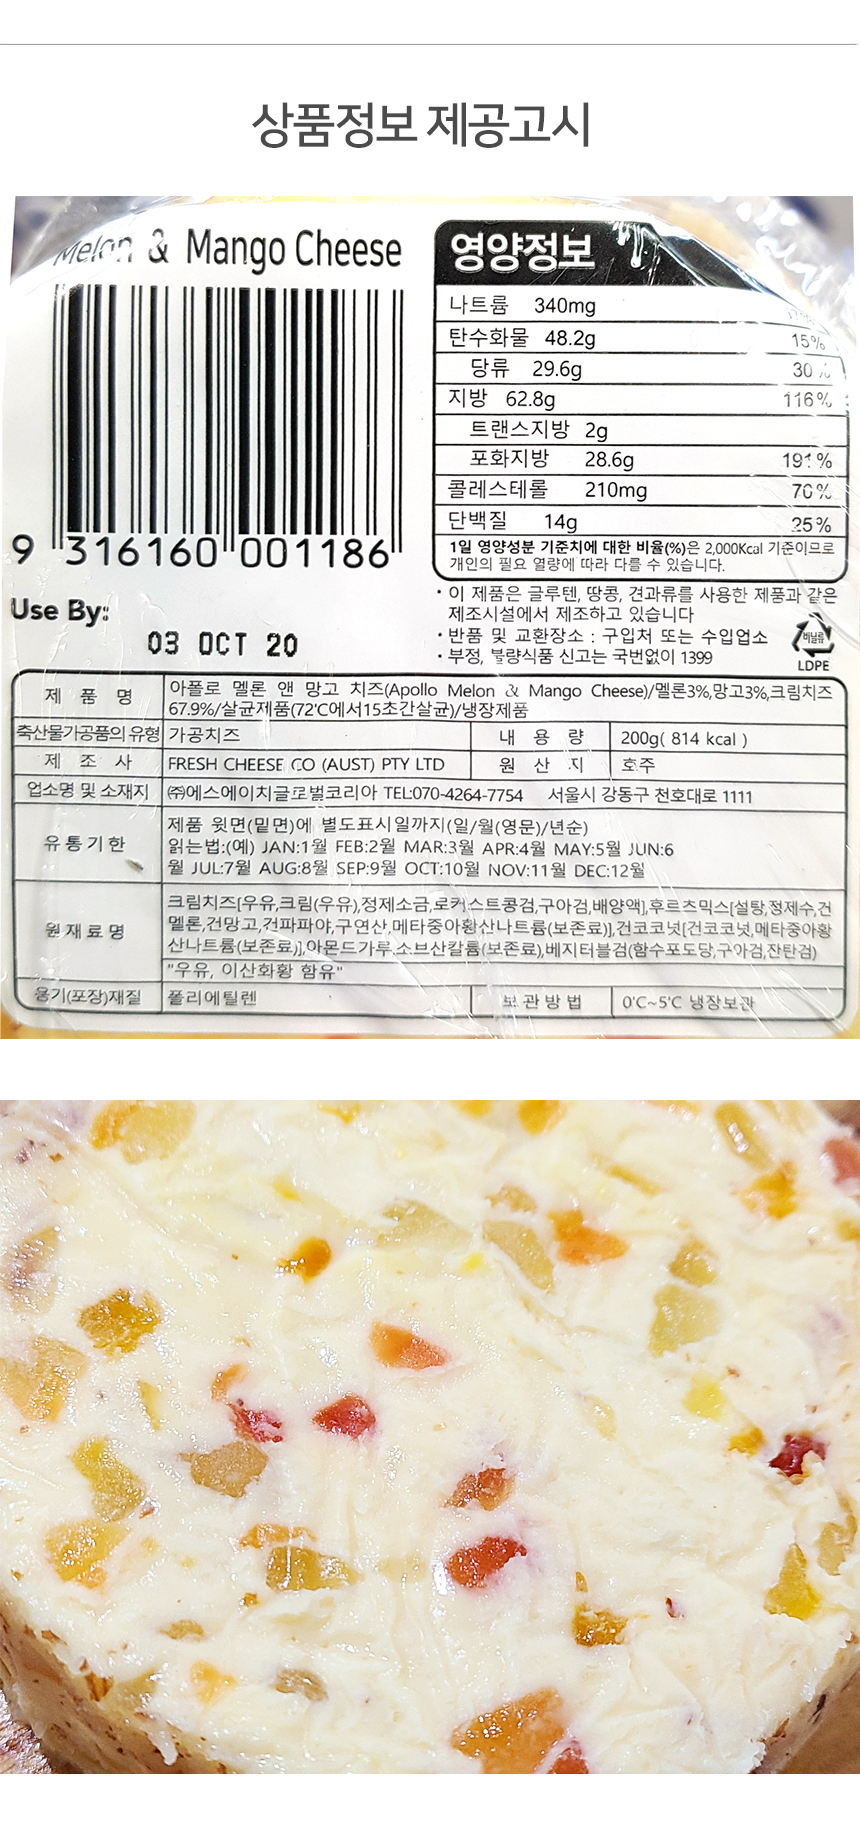 상품정보 제공고시
Melon & Mango Cheese
9 316160 001186
Use By:
03 OCT 20
영양정보
나트륨 340mg
탄수화물 48.2g 15%
당류 29.6g 30%
지방 62.8g 116%
트랜스지방 2g
포화지방 28.6g 191%
콜레스테롤 210mg 70%
단백질 14g 25%
1일 영양성분 기준치에 대한 비율(%)은 2,000Kcal 기준이므로
개인의 필요 열량에 따라 다를 수 있습니다.
· 이 제품은 글루텐, 땅콩, 견과류를 사용한 제품과 같은
제조시설에서 제조하고 있습니다
· 반품 및 교환장소 : 구입처 또는 수입업소
· 부정, 불량식품 신고는 국번없이 1399
비닐류
LDPE
제 품 명 아폴로 멜론 앤 망고 치즈(Apollo Melon & Mango Cheese)/멜론3%,망고3%,크림치즈
67.9%/살균제품(72℃에서15초간살균)/냉장제품
축산물가공품의 유형 가공치즈 내 용 량 200g( 814 kcal )
제 조 사 FRESH CHEESE CO (AUST) PTY LTD 원 산 지 호주
업소명 및 소재지 ㈜에스에이치글로벌코리아 TEL:070-4264-7754 서울시 강동구 천호대로 1111
유통기한 제품 윗면(밑면)에 별도표시일까지(일/월(영문)/년순)
읽는법:(예) JAN:1월 FEB:2월 MAR:3월 APR:4월 MAY:5월 JUN:6
월 JUL:7월 AUG:8월 SEP:9월 OCT:10월 NOV:11월 DEC:12월
원재료명 크림치즈[우유,크림(우유),정제소금,로커스트콩검,구아검,배양액],후르츠믹스[설탕,정제수,건
멜론,건망고,건파파야,구연산,메타중아황산나트륨(보존료)],건코코넛[건코코넛,메타중아황
산나트륨(보존료)],아몬드가루,소브산칼륨(보존료),베지터블검(함수포도당,구아검,잔탄검)
"우유, 이산화황 함유"
용기(포장)재질 폴리에틸렌 보관방법 0℃~5℃ 냉장보관